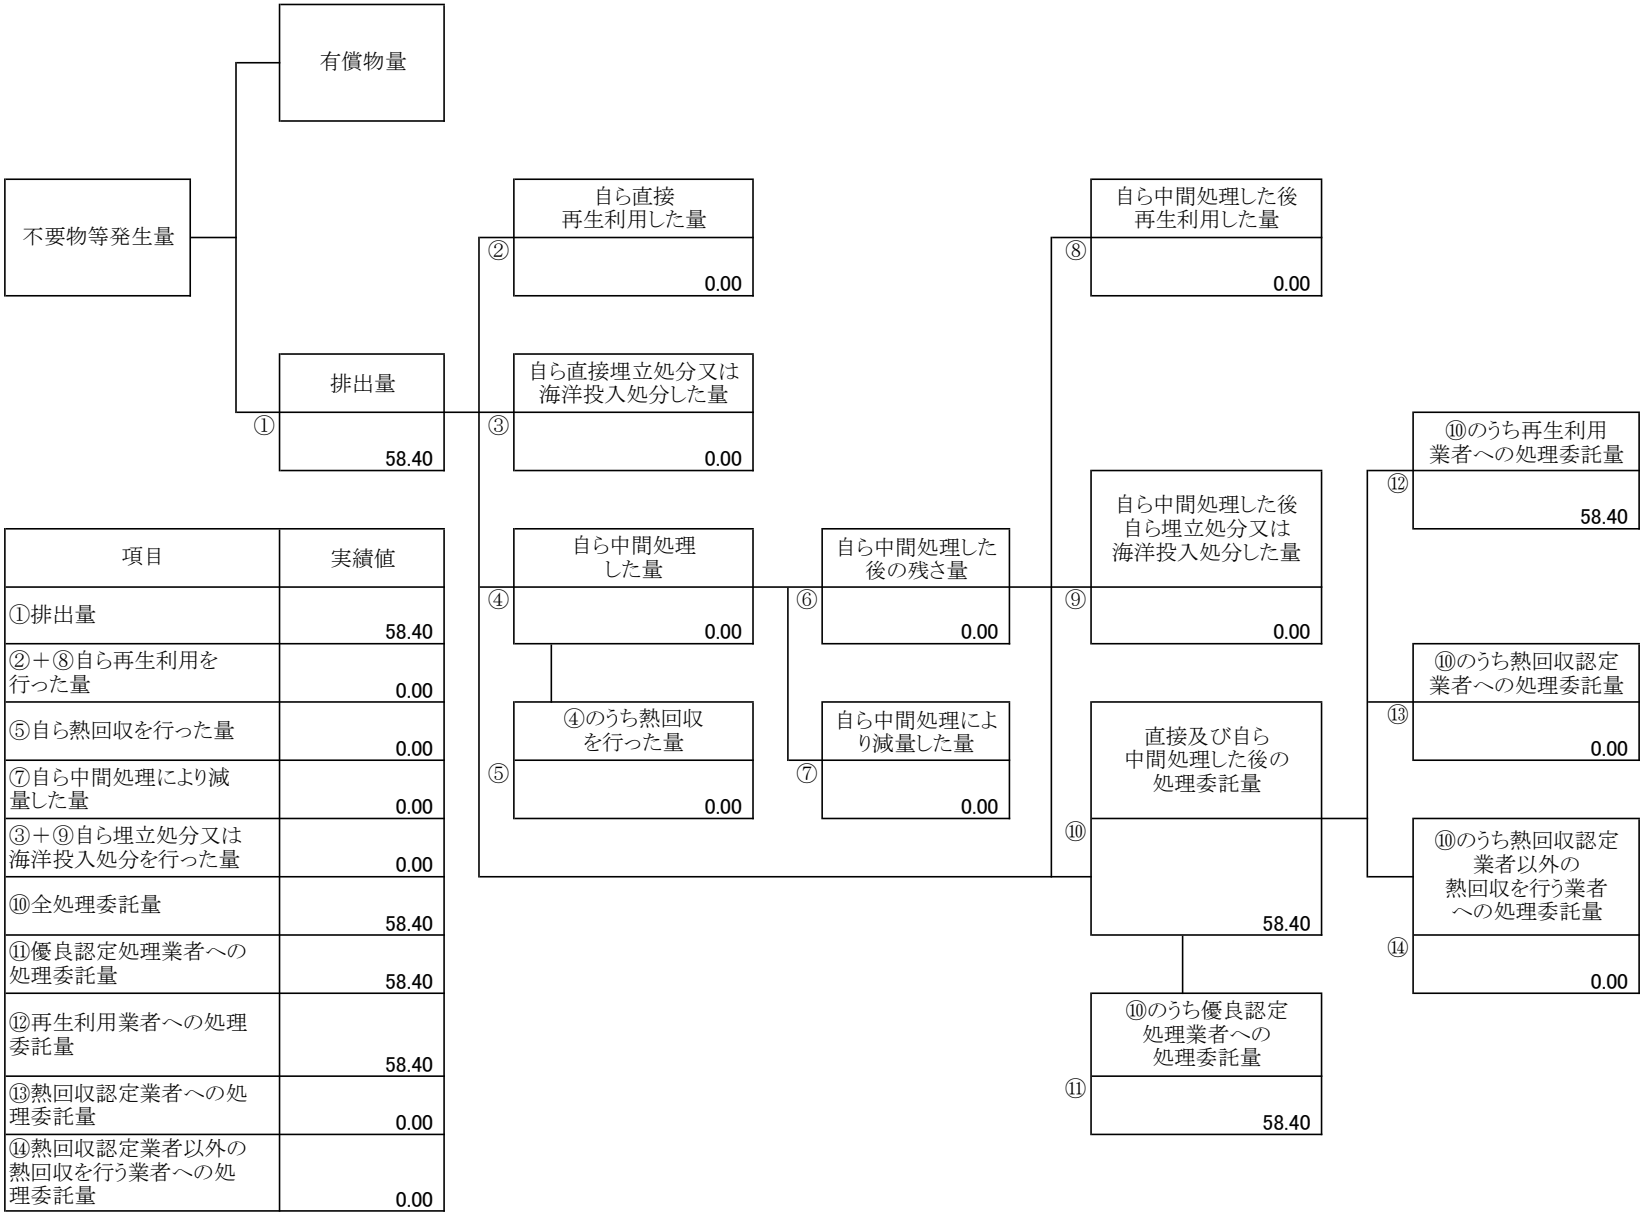 有償物量
不要物等発生量
自ら直接
再生利用した量
②
0.00
自ら中間処理した後
再生利用した量
⑧
0.00
排出量
①
58.40
自ら直接埋立処分又は
海洋投入処分した量
③
0.00
⑩のうち再生利用
業者への処理委託量
⑫
58.40
自ら中間処理
した量
④
0.00
自ら中間処理した
後の残さ量
⑥
0.00
自ら中間処理した後
自ら埋立処分又は
海洋投入処分した量
⑨
0.00
⑩のうち熱回収認定
業者への処理委託量
⑬
0.00
④のうち熱回収
を行った量
⑤
0.00
自ら中間処理によ
り減量した量
⑦
0.00
直接及び自ら
中間処理した後の
処理委託量
⑩
58.40
⑩のうち熱回収認定
業者以外の
熱回収を行う業者
への処理委託量
⑭
0.00
⑩のうち優良認定
処理業者への
処理委託量
⑪
58.40
項目
実績値
①排出量
58.40
②+⑧自ら再生利用を
行った量
0.00
⑤自ら熱回収を行った量
0.00
⑦自ら中間処理により減
量した量
0.00
③+⑨自ら埋立処分又は
海洋投入処分を行った量
0.00
⑩全処理委託量
58.40
⑪優良認定処理業者への
処理委託量
58.40
⑫再生利用業者への処理
委託量
58.40
⑬熱回収認定業者への処
理委託量
0.00
⑭熱回収認定業者以外の
熱回収を行う業者への処
理委託量
0.00